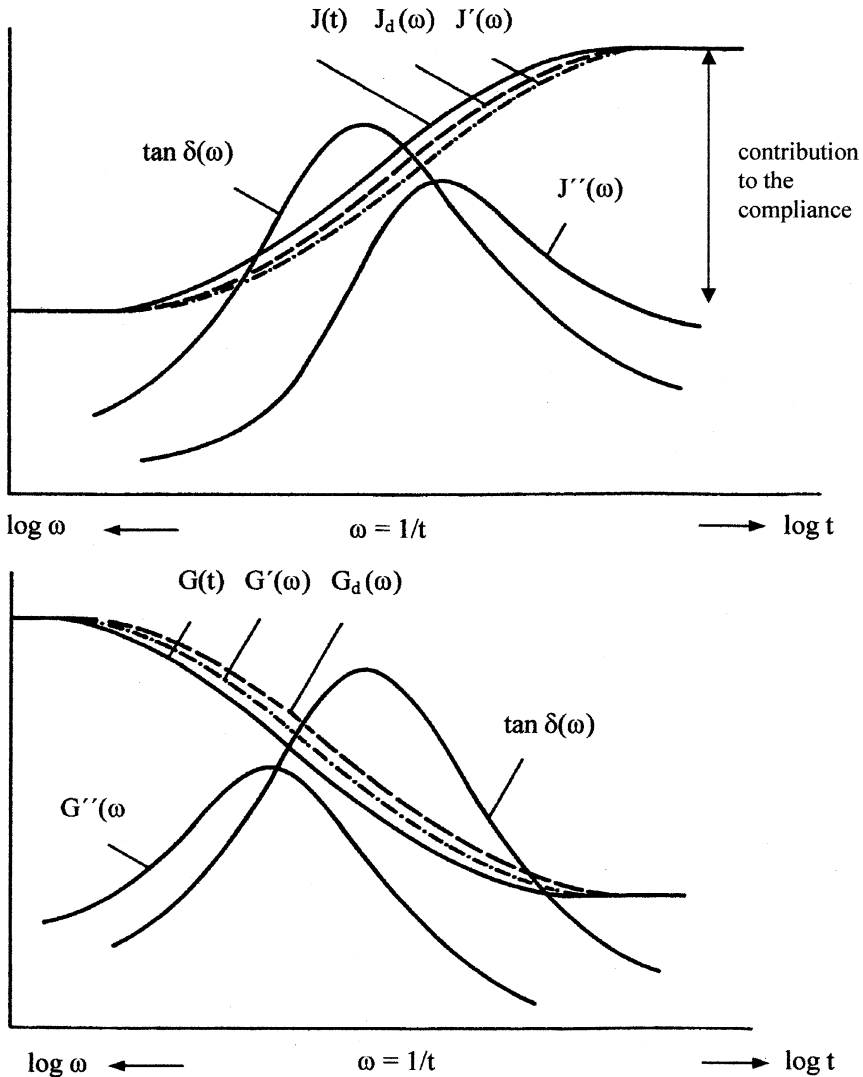 J(t) J_d(ω) J´(ω)
tan δ(ω)
J´´(ω)
contribution
to the
compliance
log ω ω = 1/t log t
G(t) G´(ω) G_d(ω)
tan δ(ω)
G´´(ω
log ω ω = 1/t log t